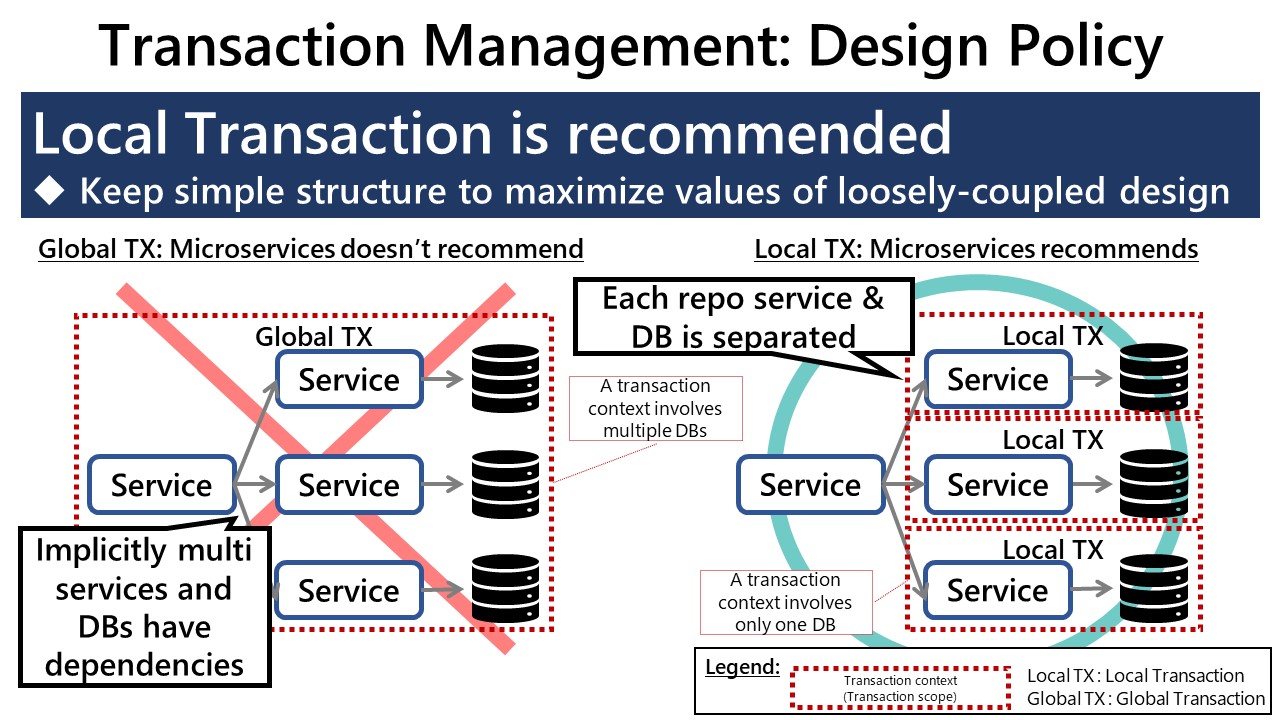 Transaction Management: Design Policy
Local Transaction is recommended
◆ Keep simple structure to maximize values of loosely-coupled design
Global TX: Microservices doesn't recommend
Global TX
Service
Service
Service
Service
Implicitly multi
services and
DBs have
dependencies
A transaction
context involves
multiple DBs
Local TX: Microservices recommends
Each repo service &
DB is separated
Local TX
Service
Local TX
Service
Service
Local TX
Service
A transaction
context involves
only one DB
Legend:
Transaction context
(Transaction scope)
Local TX : Local Transaction
Global TX : Global Transaction